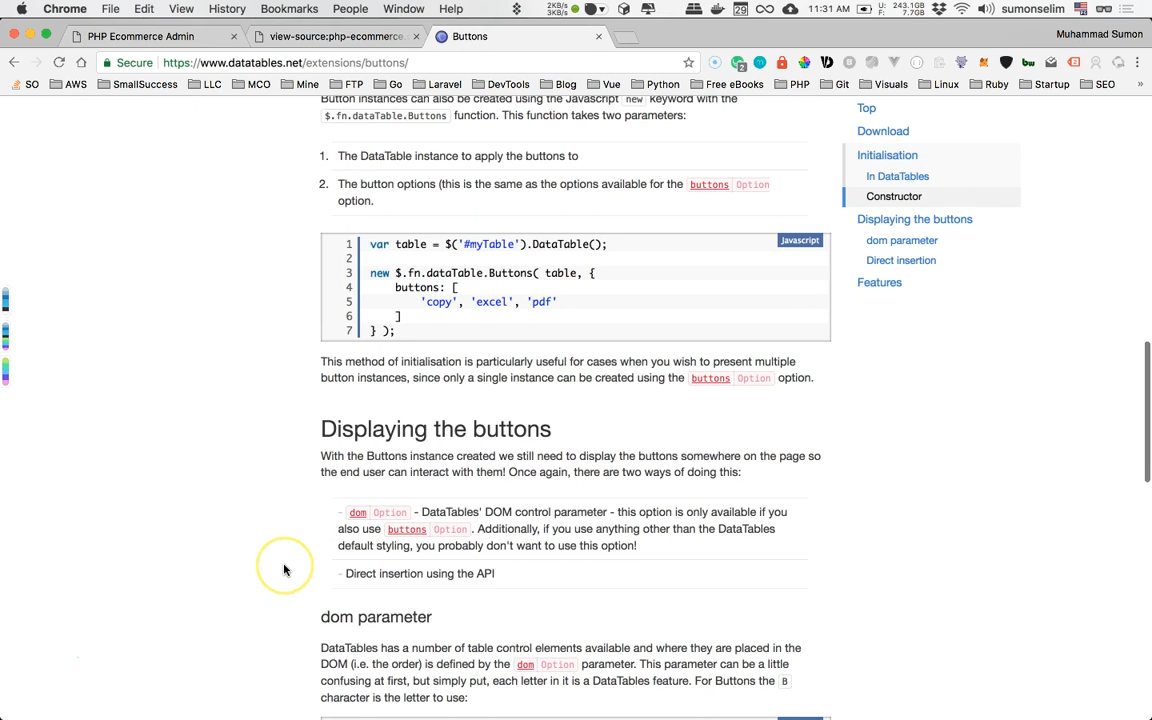 Chrome File Edit View History Bookmarks People Window Help 2KB/s 3KB/s 29 11:31 AM U: 243.1GB F: 7.7GB sumonselim
PHP Ecommerce Admin × view-source:php-ecommerce. × Buttons × Muhammad Sumon
Secure https://www.datatables.net/extensions/buttons/
SO AWS SmallSuccess LLC MCO Mine FTP Go Laravel DevTools Blog Vue Python Free eBooks PHP Git Visuals Linux Ruby Startup SEO »
Button instances can also be created using the Javascript new keyword with the
$.fn.dataTable.Buttons function. This function takes two parameters:
1. The DataTable instance to apply the buttons to
2. The button options (this is the same as the options available for the buttons Option
option.
Javascript
1 var table = $('#myTable').DataTable();
2
3 new $.fn.dataTable.Buttons( table, {
4 buttons: [
5 'copy', 'excel', 'pdf'
6 ]
7 } );
This method of initialisation is particularly useful for cases when you wish to present multiple
button instances, since only a single instance can be created using the buttons Option option.
Displaying the buttons
With the Buttons instance created we still need to display the buttons somewhere on the page so
the end user can interact with them! Once again, there are two ways of doing this:
- dom Option - DataTables' DOM control parameter - this option is only available if you
also use buttons Option. Additionally, if you use anything other than the DataTables
default styling, you probably don't want to use this option!
- Direct insertion using the API
dom parameter
DataTables has a number of table control elements available and where they are placed in the
DOM (i.e. the order) is defined by the dom Option parameter. This parameter can be a little
confusing at first, but simply put, each letter in it is a DataTables feature. For Buttons the B
character is the letter to use:
Top
Download
Initialisation
In DataTables
Constructor
Displaying the buttons
dom parameter
Direct insertion
Features